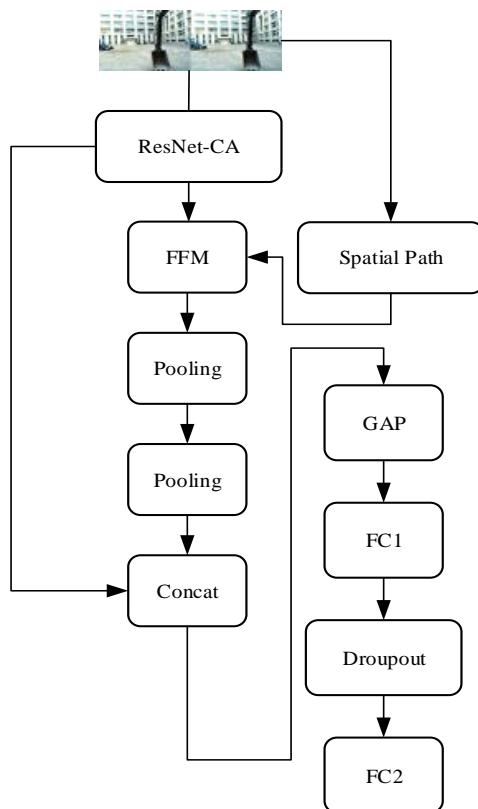 ResNet-CA
FFM
Spatial Path
Pooling
GAP
Pooling
FC1
Concat
Droupout
FC2